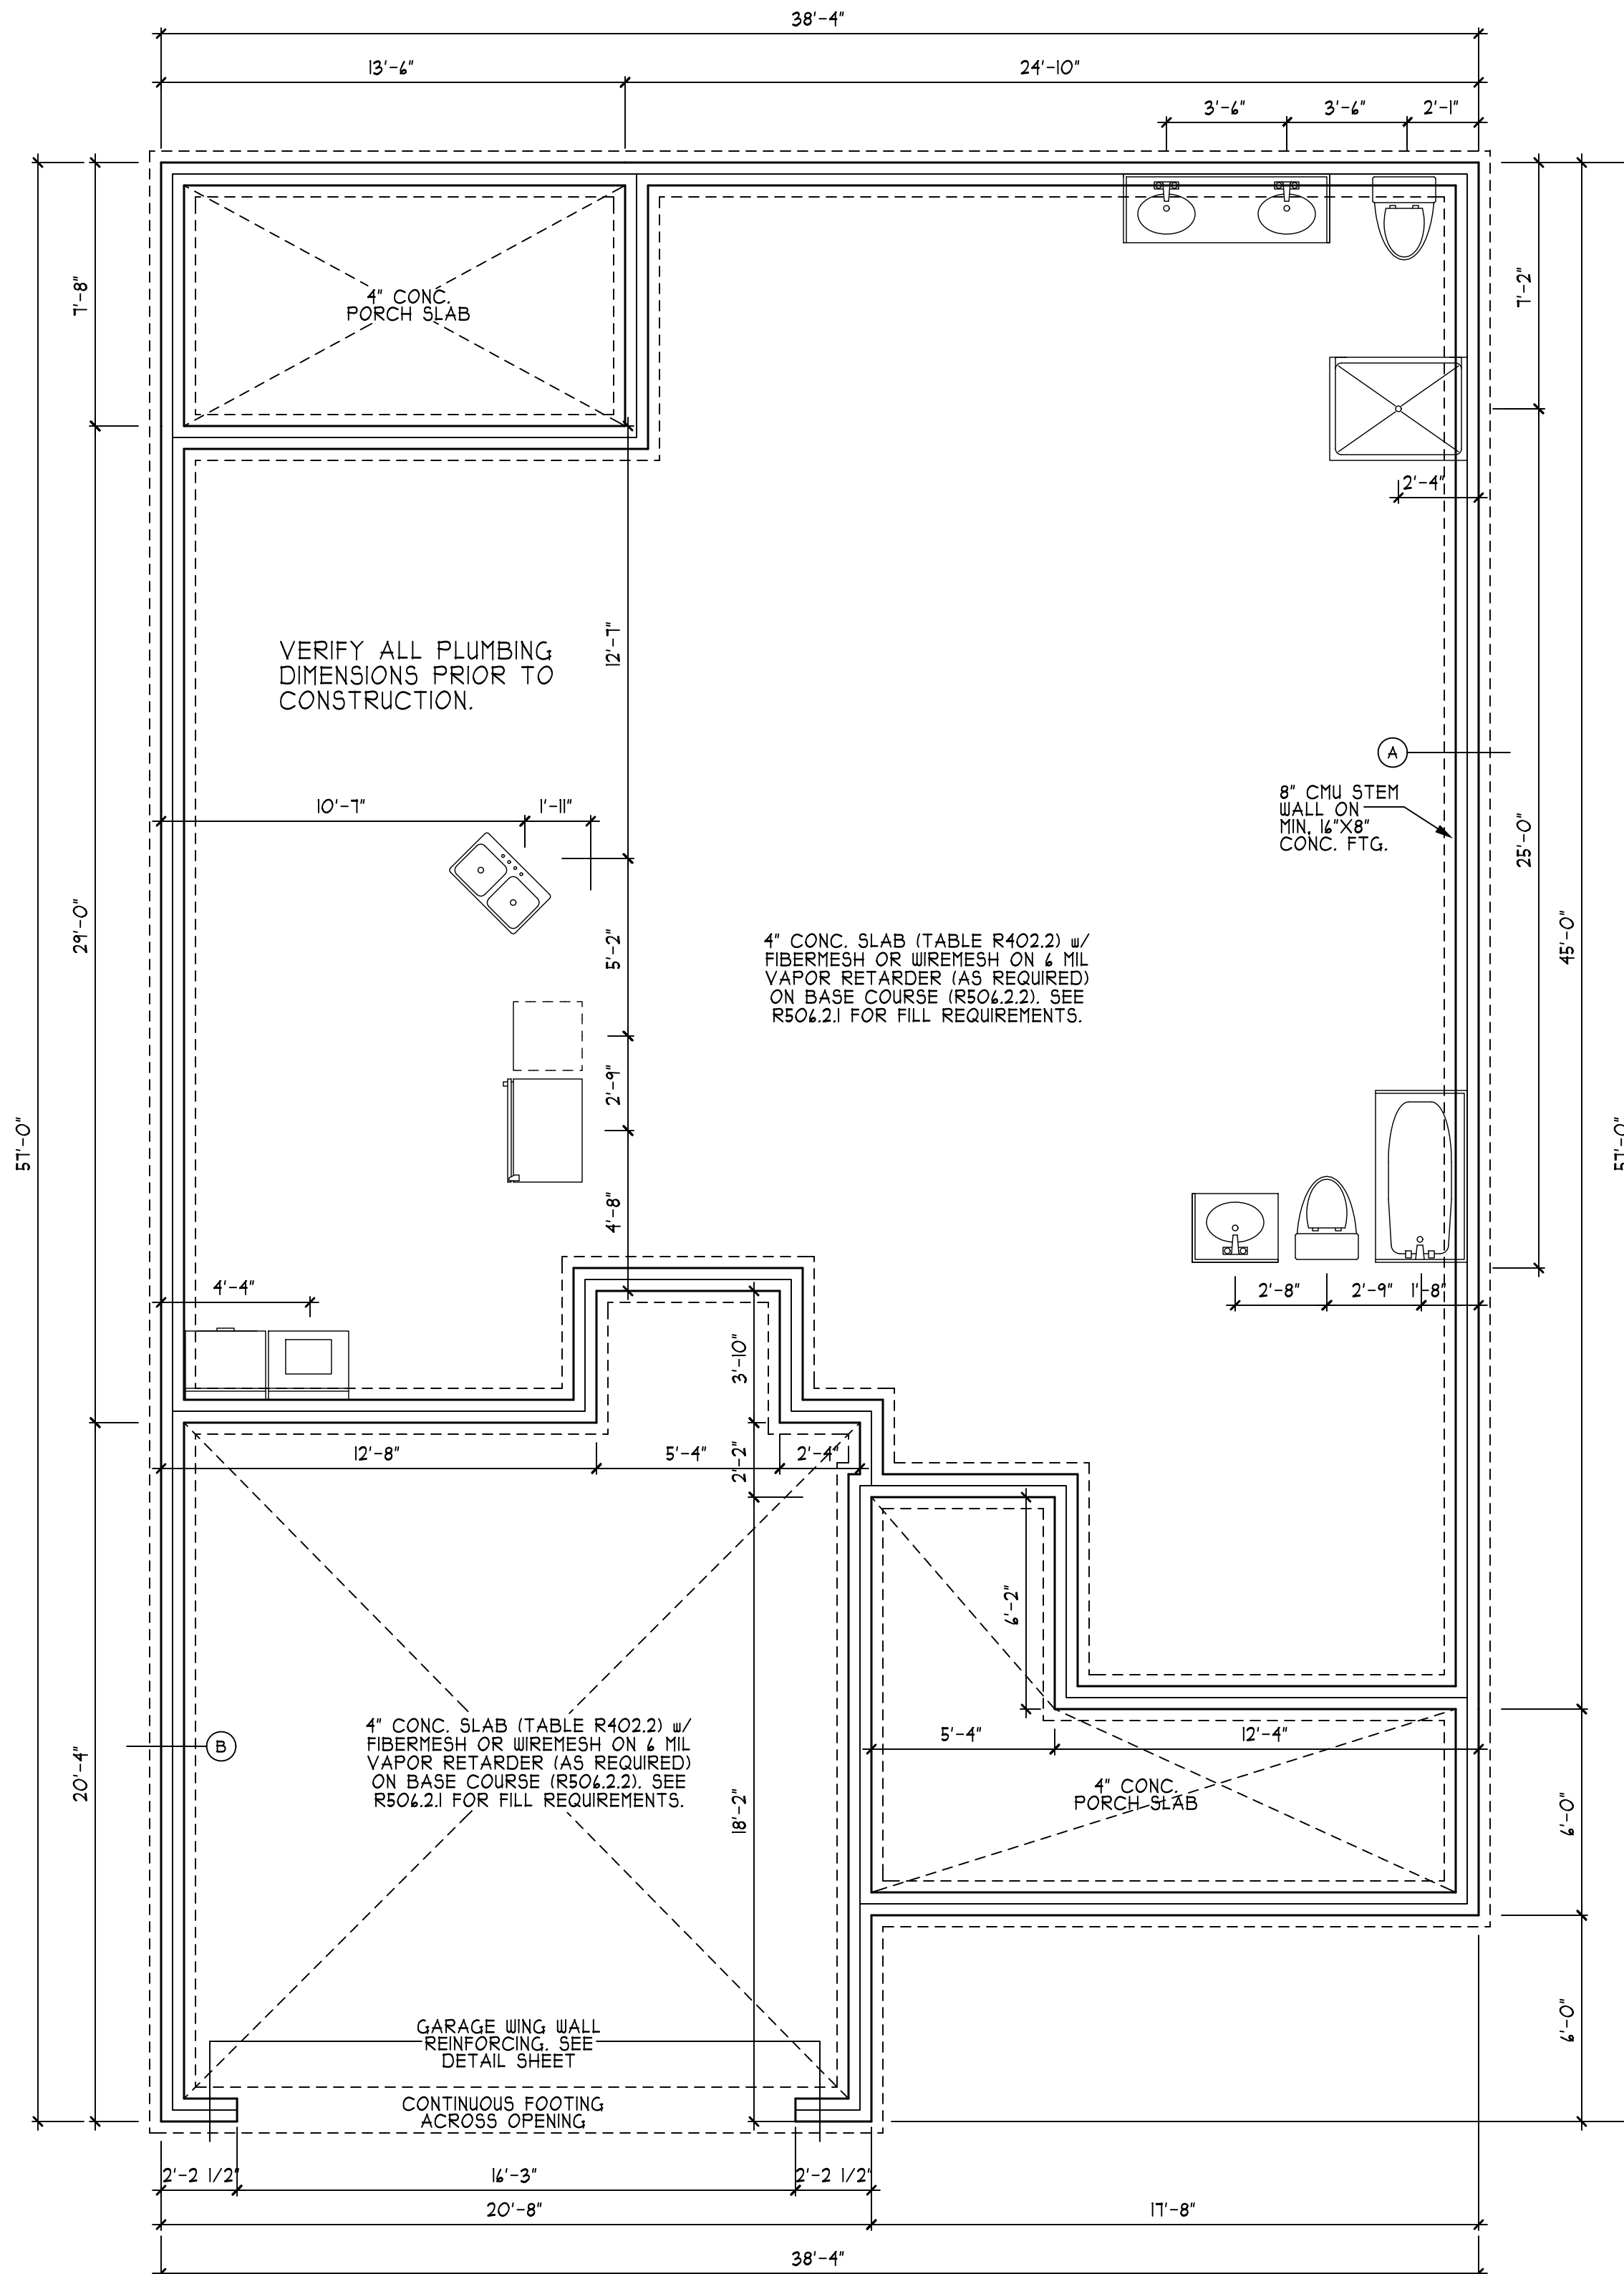 38'-4"
13'-6"
24'-10"
3'-6"
3'-6"
2'-1"
7'-8"
7'-2"
4" CONC.
PORCH SLAB
2'-4"
12'-7"
VERIFY ALL PLUMBING
DIMENSIONS PRIOR TO
CONSTRUCTION.
A
10'-7"
1'-11"
8" CMU STEM
WALL ON
MIN. 16"X8"
CONC. FTG.
25'-0"
29'-0"
5'-2"
45'-0"
4" CONC. SLAB (TABLE R402.2) w/
FIBERMESH OR WIREMESH ON 6 MIL
VAPOR RETARDER (AS REQUIRED)
ON BASE COURSE (R506.2.2). SEE
R506.2.1 FOR FILL REQUIREMENTS.
2'-9"
57'-0"
57'-0"
4'-8"
4'-4"
2'-8"
2'-9"
1'-8"
3'-10"
12'-8"
5'-4"
2'-4"
2'-2"
6'-2"
B
4" CONC. SLAB (TABLE R402.2) w/
FIBERMESH OR WIREMESH ON 6 MIL
VAPOR RETARDER (AS REQUIRED)
ON BASE COURSE (R506.2.2). SEE
R506.2.1 FOR FILL REQUIREMENTS.
20'-4"
5'-4"
12'-4"
4" CONC.
PORCH SLAB
18'-2"
6'-0"
6'-0"
GARAGE WING WALL
REINFORCING. SEE
DETAIL SHEET
CONTINUOUS FOOTING
ACROSS OPENING
2'-2 1/2"
16'-3"
2'-2 1/2"
20'-8"
17'-8"
38'-4"